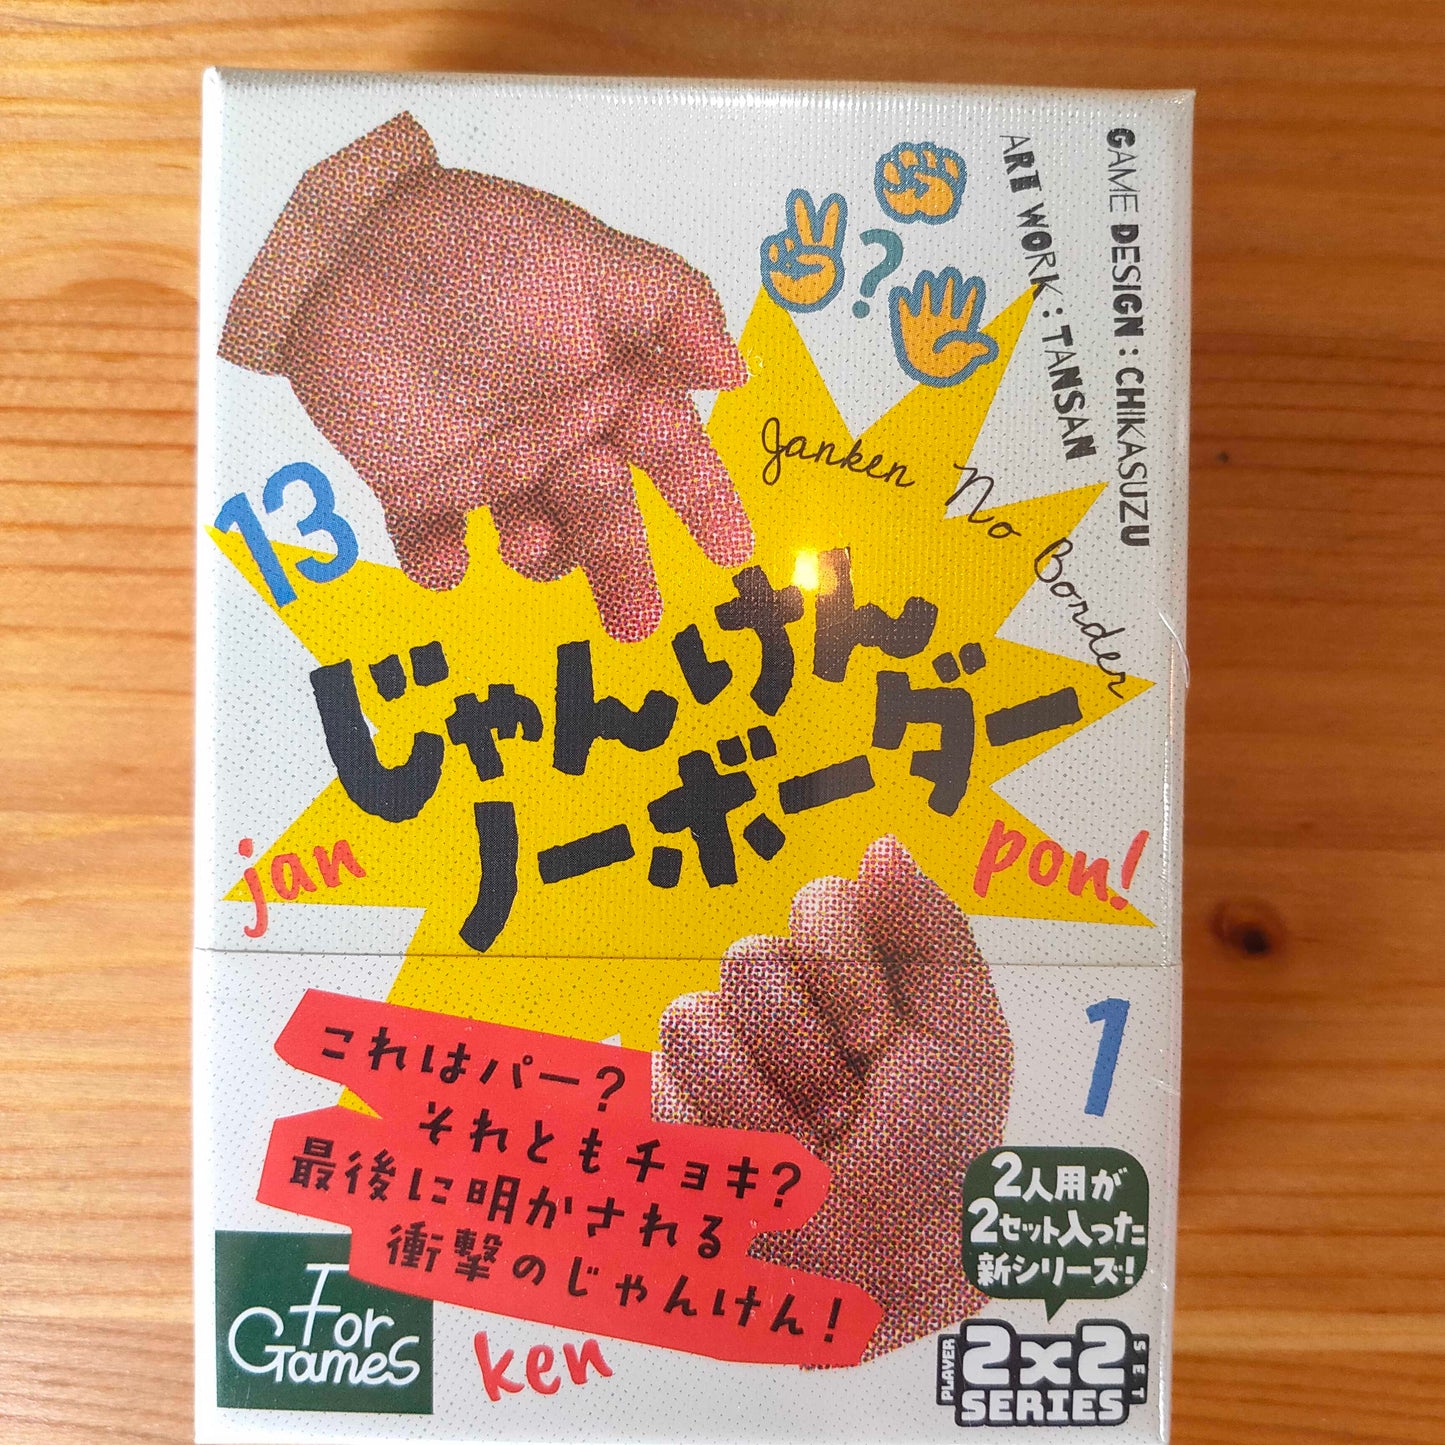 GAME DESIGN : CHIKASUZU
ART WORK : TANSAN
?
Janken No Border
13
じゃんけん
ノーボーダー
jan
pon!
1
これはパー?
それともチョキ?
最後に明かされる
衝撃のじゃんけん!
ken
For
Games
2人用が
2セット入った
新シリーズ!
PLAYER
2x2
SET
SERIES